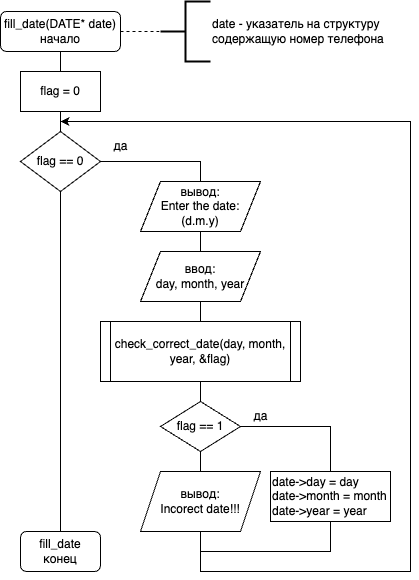 fill_date(DATE* date)
начало
date - указатель на структуру
содержащую номер телефона
flag = 0
flag == 0
да
вывод:
Enter the date:
(d.m.y)
ввод:
day, month, year
check_correct_date(day, month,
year, &flag)
flag == 1
да
вывод:
Incorect date!!!
date->day = day
date->month = month
date->year = year
fill_date
конец